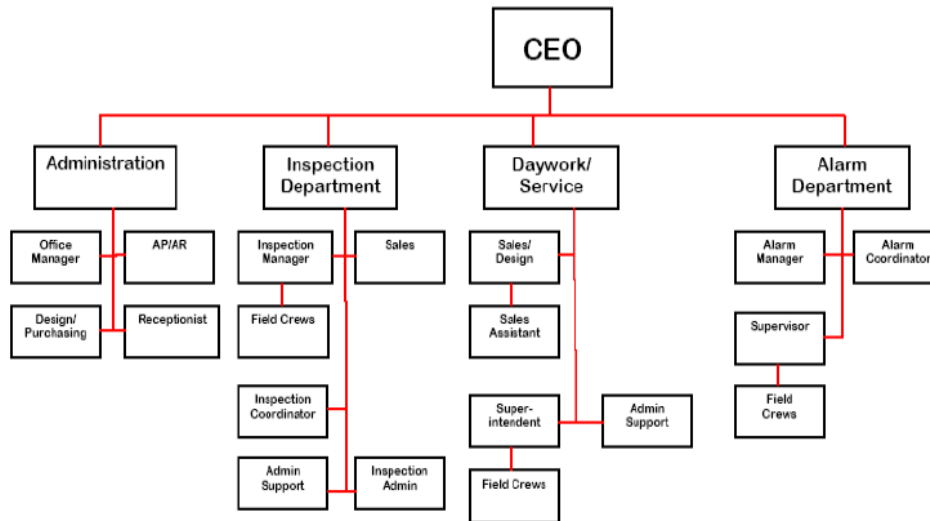 CEO
Administration
Inspection
Department
Daywork/
Service
Alarm
Department
Office
Manager
AP/AR
Inspection
Manager
Sales
Sales/
Design
Alarm
Manager
Alarm
Coordinator
Design/
Purchasing
Receptionist
Field Crews
Sales
Assistant
Supervisor
Inspection
Coordinator
Super-
intendent
Admin
Support
Field
Crews
Admin
Support
Inspection
Admin
Field Crews